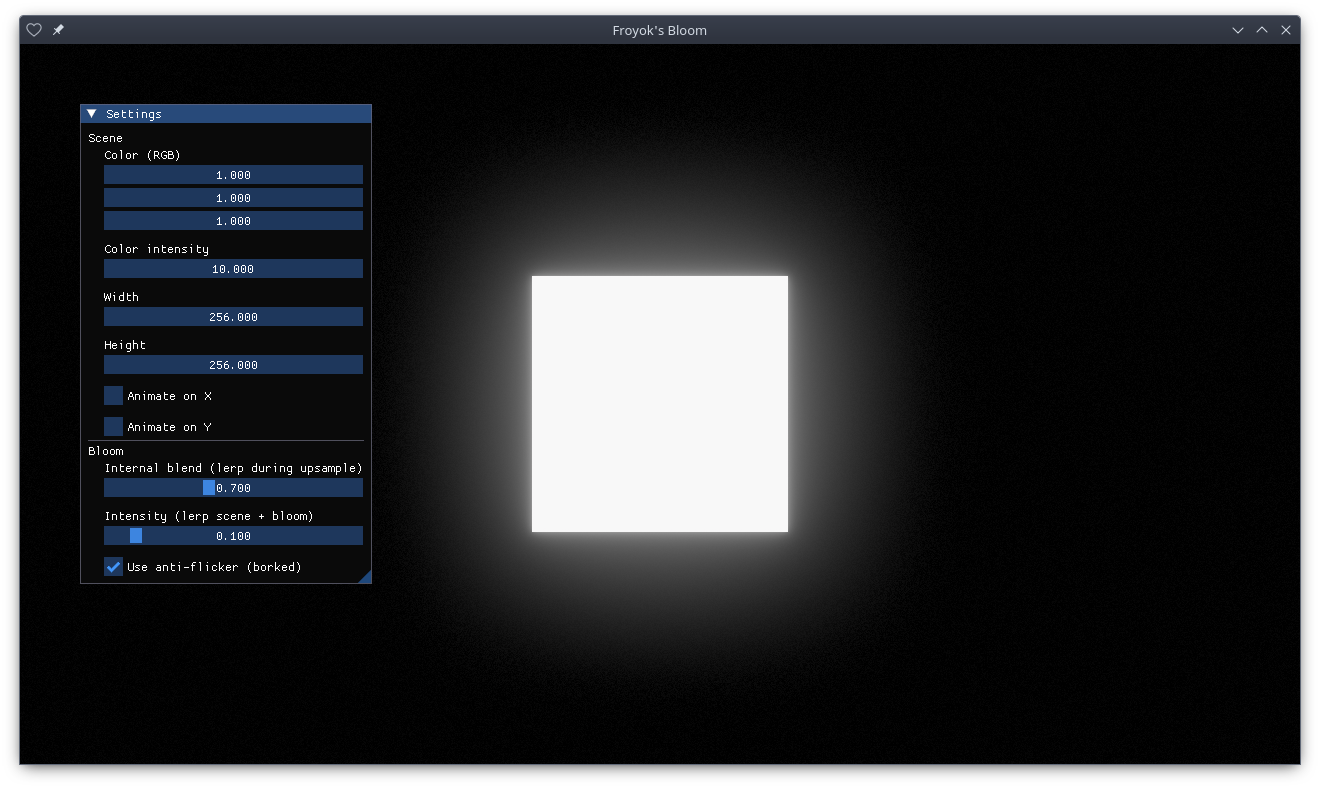 Froyok's Bloom
Settings
Scene
Color (RGB)
1.000
1.000
1.000
Color intensity
10.000
Width
256.000
Height
256.000
Animate on X
Animate on Y
Bloom
Internal blend (lerp during upsample)
0.700
Intensity (lerp scene + bloom)
0.100
Use anti-flicker (borked)